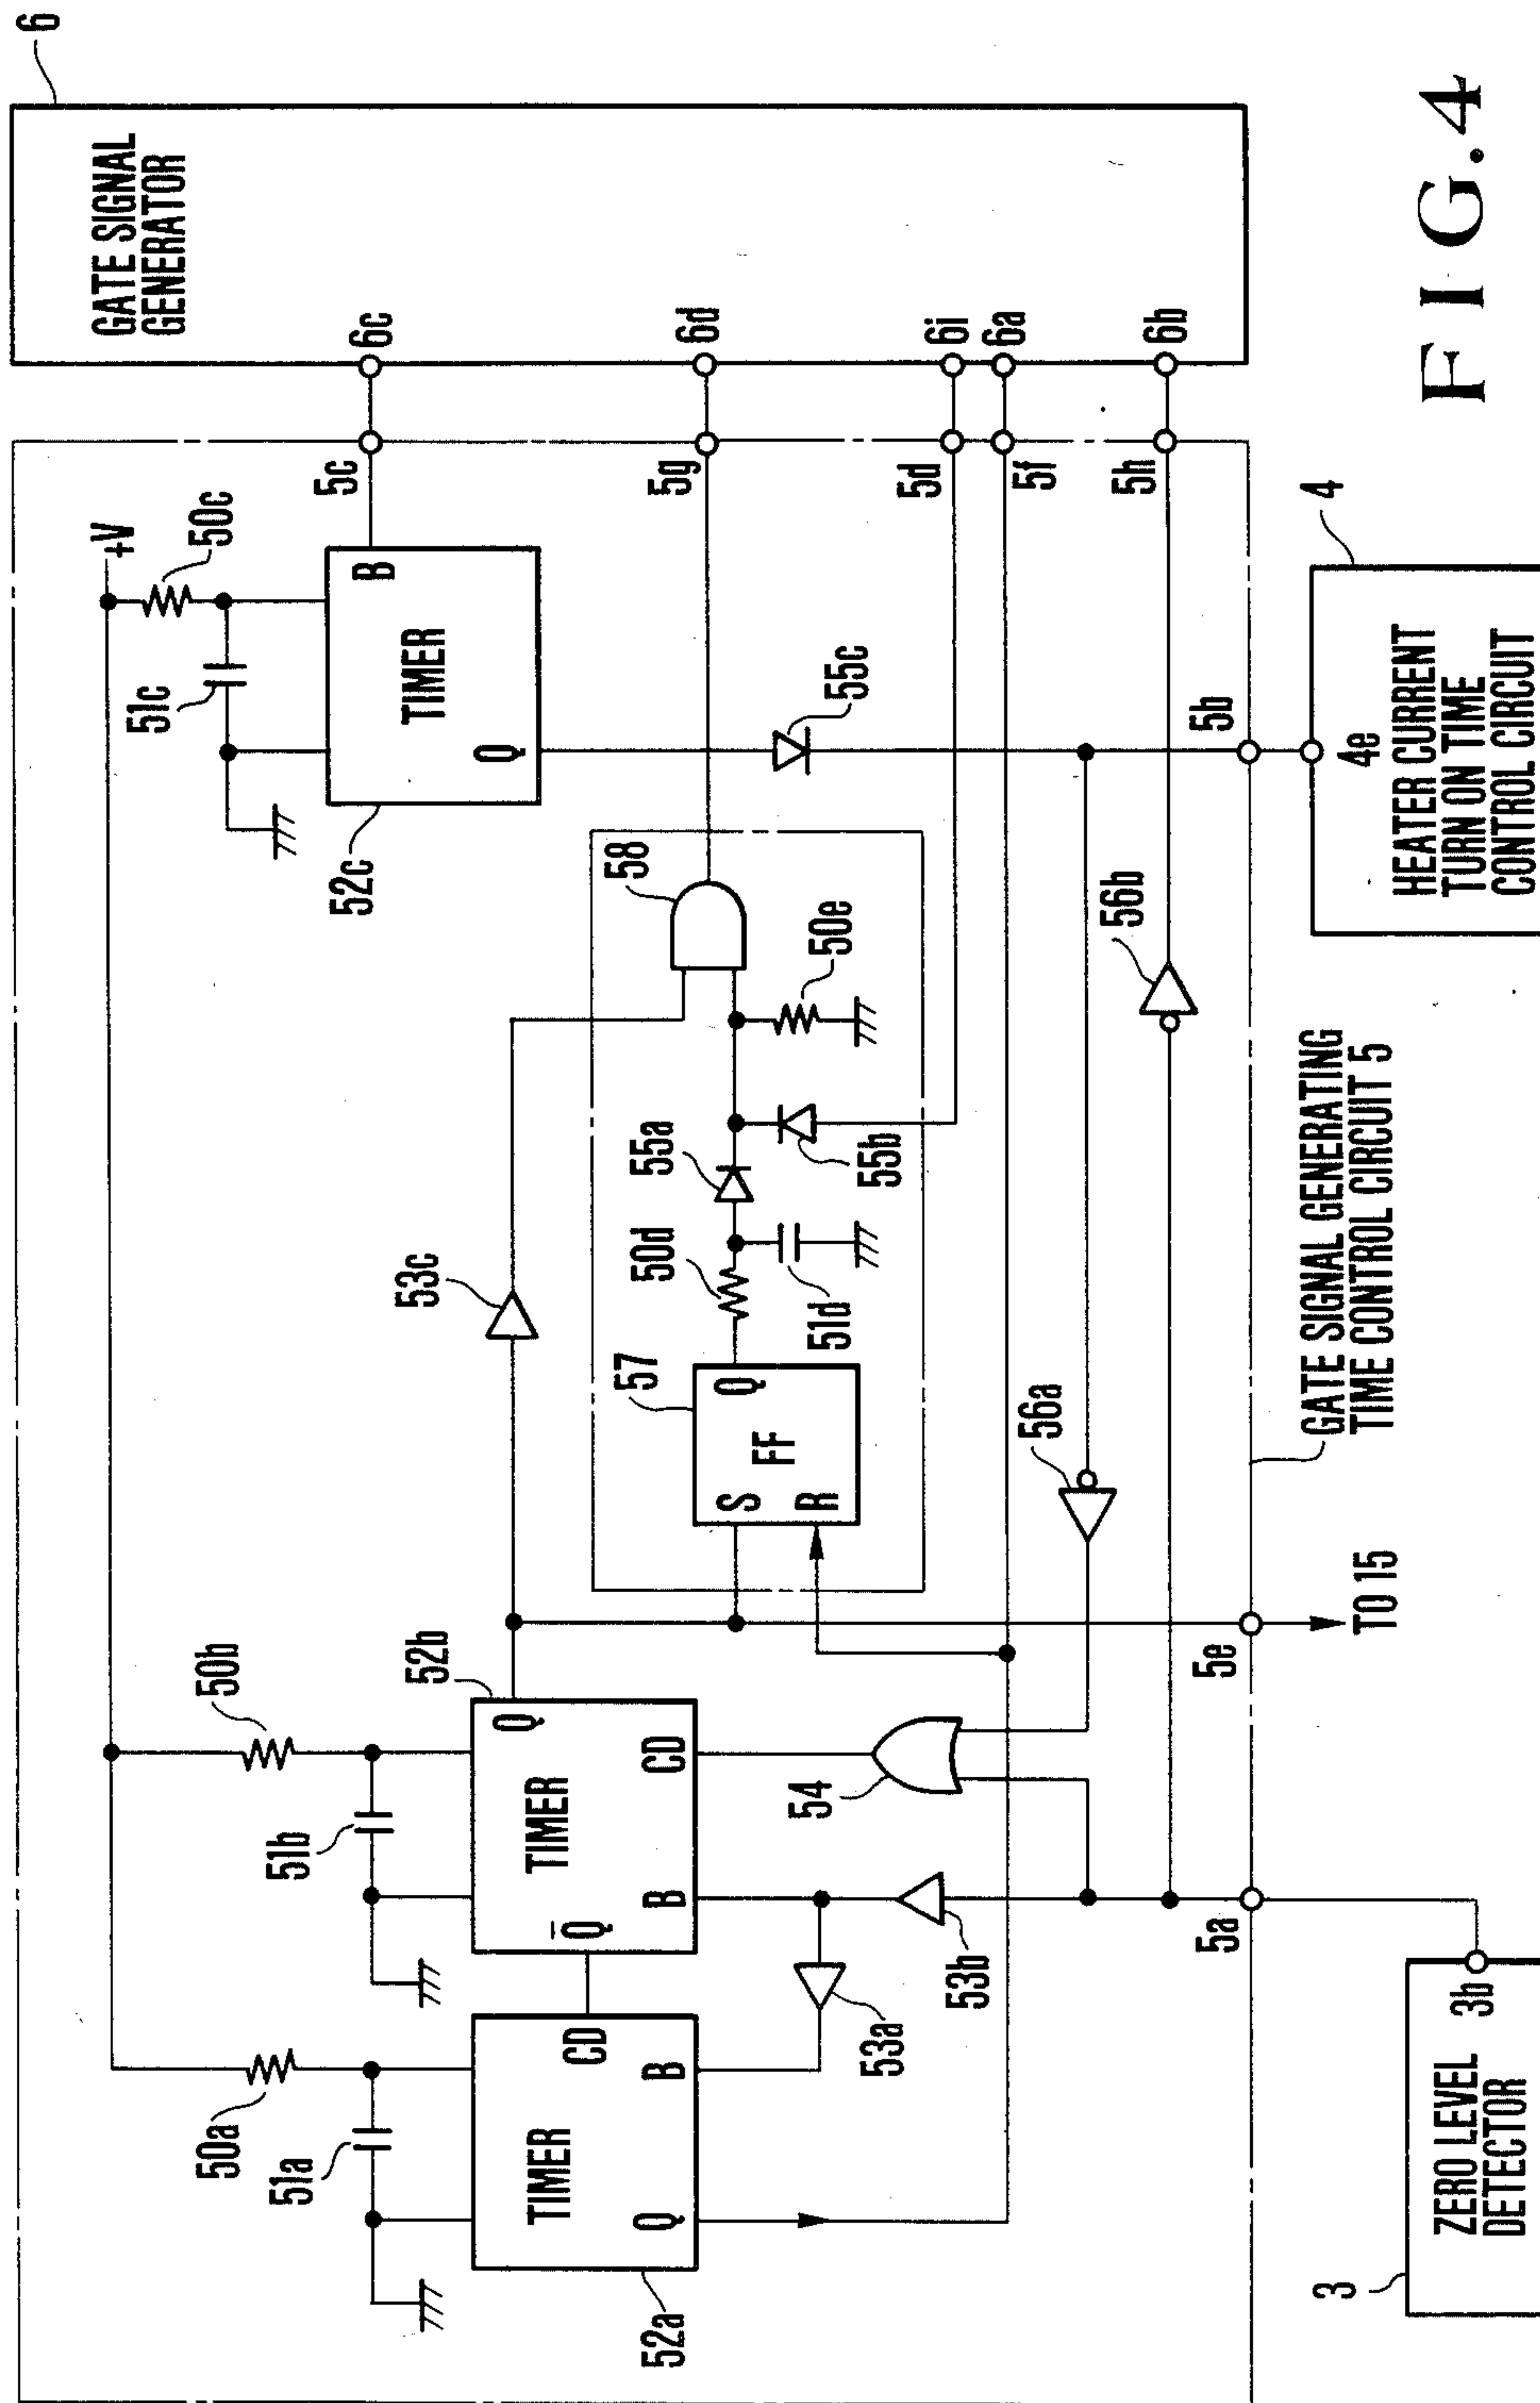 6
GATE SIGNAL
GENERATOR
6c
6d
6i
6a
6b
+V
50c
51c
B
TIMER
Q
52c
5c
5g
5d
5f
5h
55c
58
50e
55a
55b
50d
51d
57
Q
FF
S
R
53c
56a
56b
5b
4e
4
HEATER CURRENT
TURN ON TIME
CONTROL CIRCUIT
50b
51b
52b
Q
TIMER
CD
Q̅
B
54
53b
53a
50a
51a
CD
TIMER
B
Q
52a
5e
TO 15
5a
3b
3
ZERO LEVEL
DETECTOR
GATE SIGNAL GENERATING
TIME CONTROL CIRCUIT 5
FIG.4